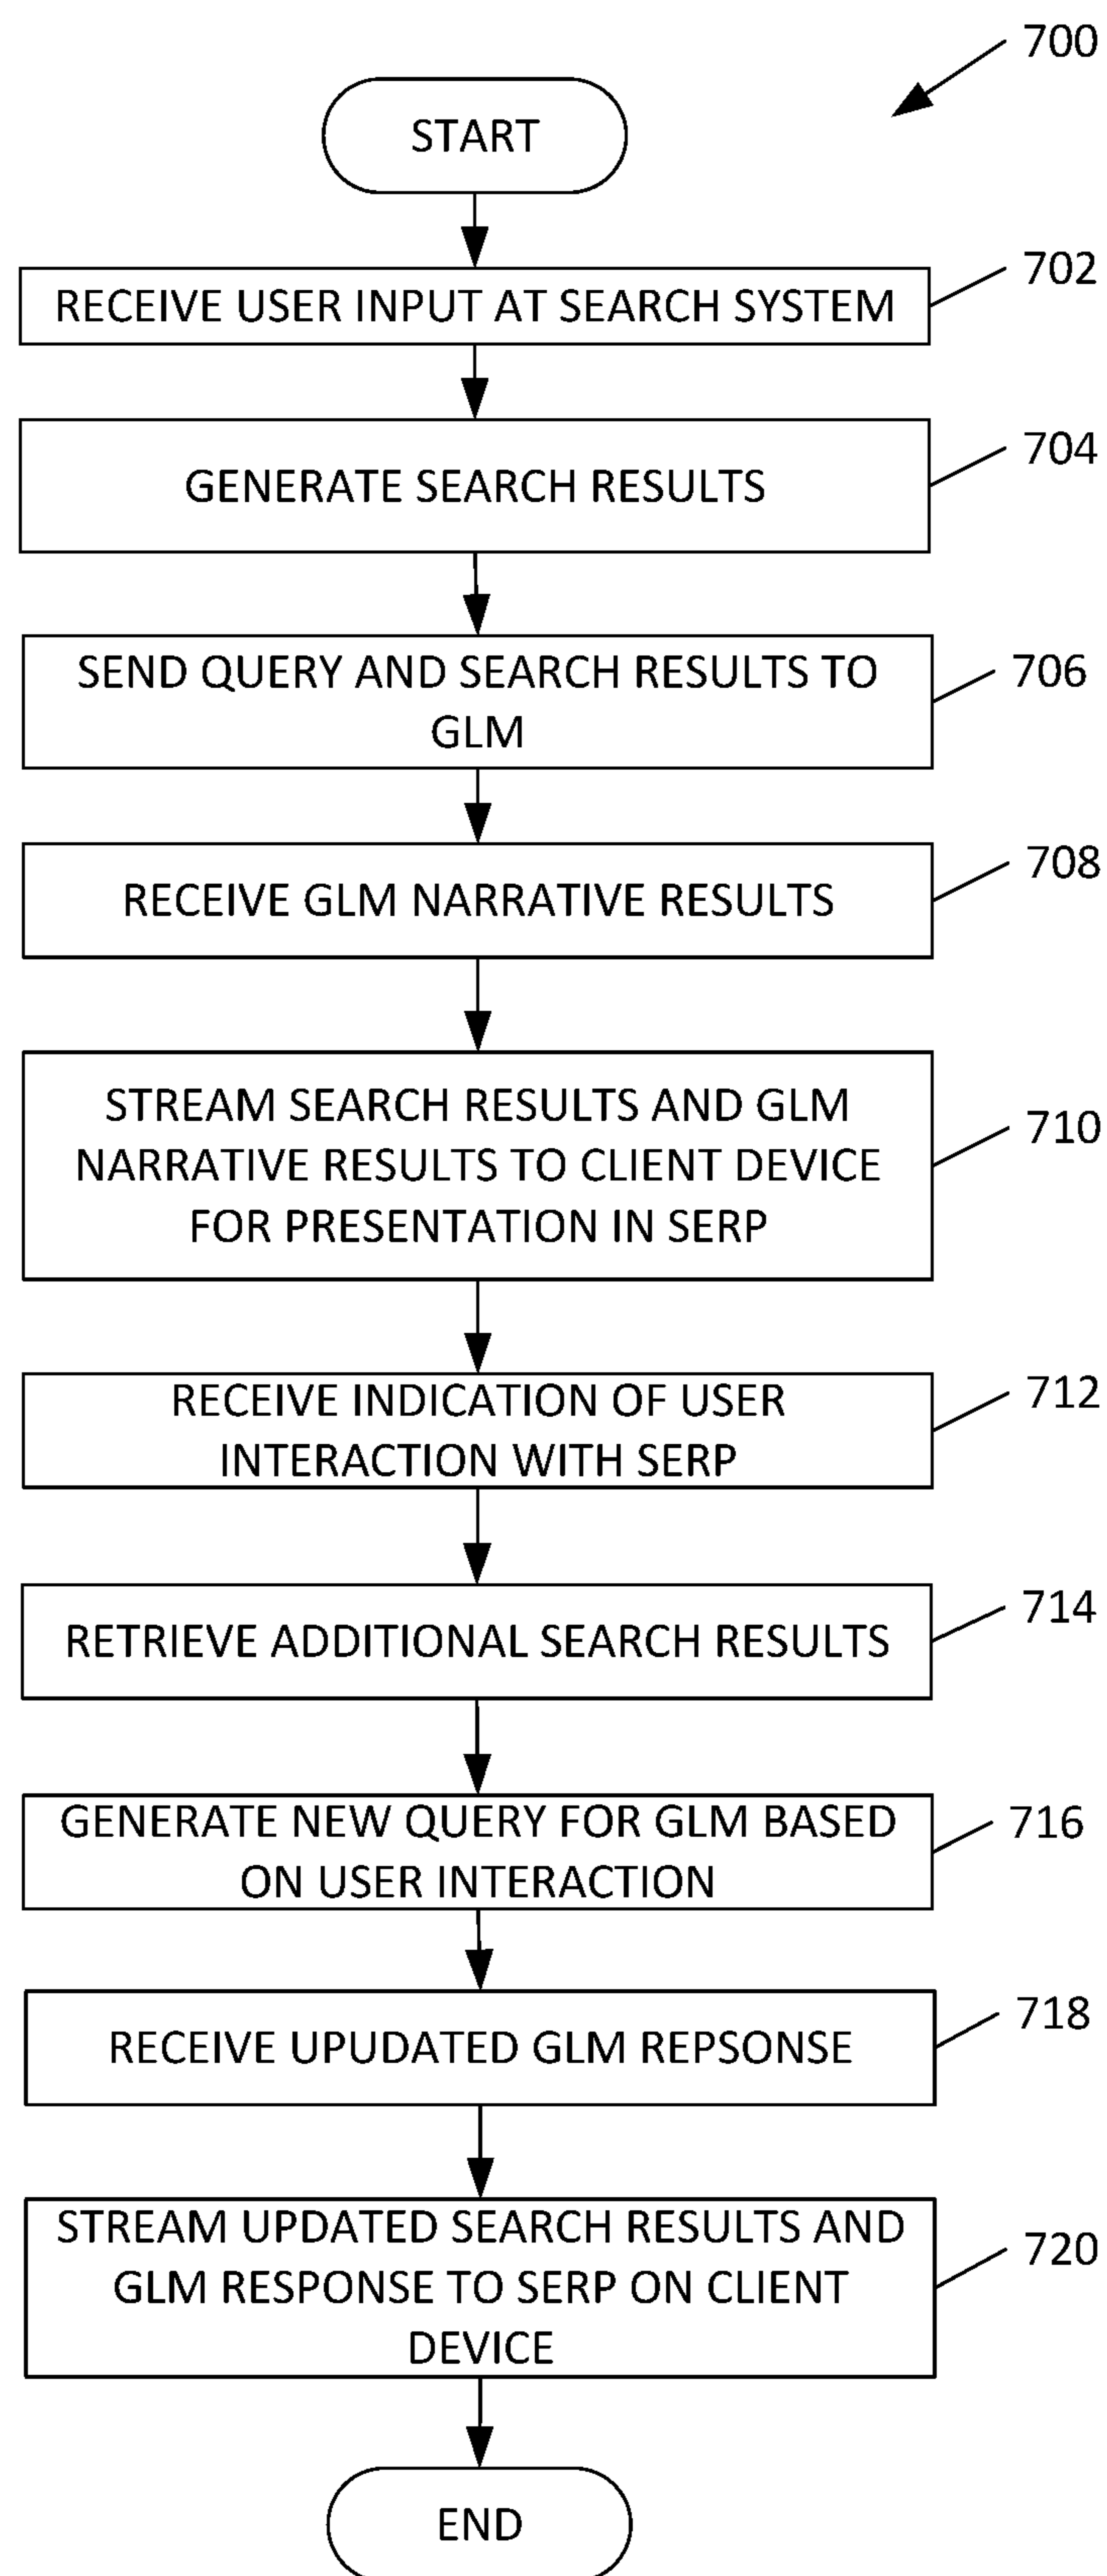 700
START
RECEIVE USER INPUT AT SEARCH SYSTEM
702
GENERATE SEARCH RESULTS
704
SEND QUERY AND SEARCH RESULTS TO
GLM
706
RECEIVE GLM NARRATIVE RESULTS
708
STREAM SEARCH RESULTS AND GLM
NARRATIVE RESULTS TO CLIENT DEVICE
FOR PRESENTATION IN SERP
710
RECEIVE INDICATION OF USER
INTERACTION WITH SERP
712
RETRIEVE ADDITIONAL SEARCH RESULTS
714
GENERATE NEW QUERY FOR GLM BASED
ON USER INTERACTION
716
RECEIVE UPUDATED GLM REPSONSE
718
STREAM UPDATED SEARCH RESULTS AND
GLM RESPONSE TO SERP ON CLIENT
DEVICE
720
END